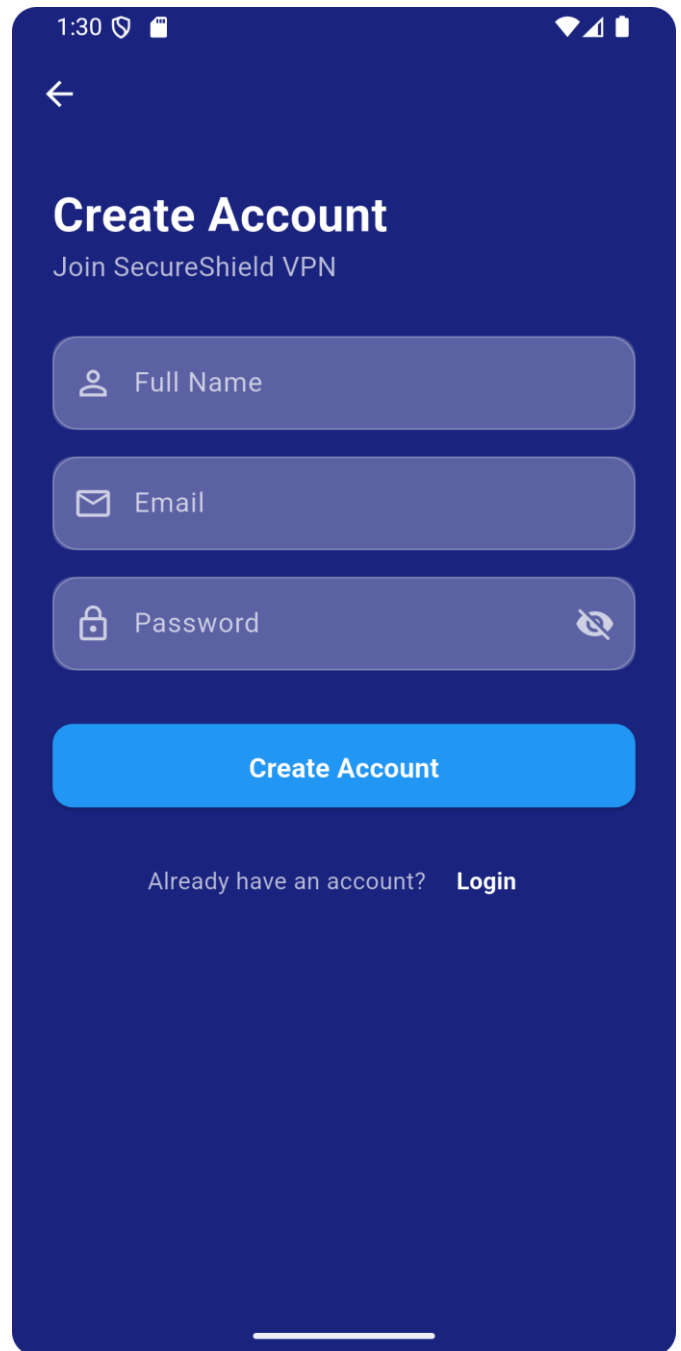 1:30
Create Account
Join SecureShield VPN
Full Name
Email
Password
Create Account
Already have an account? Login